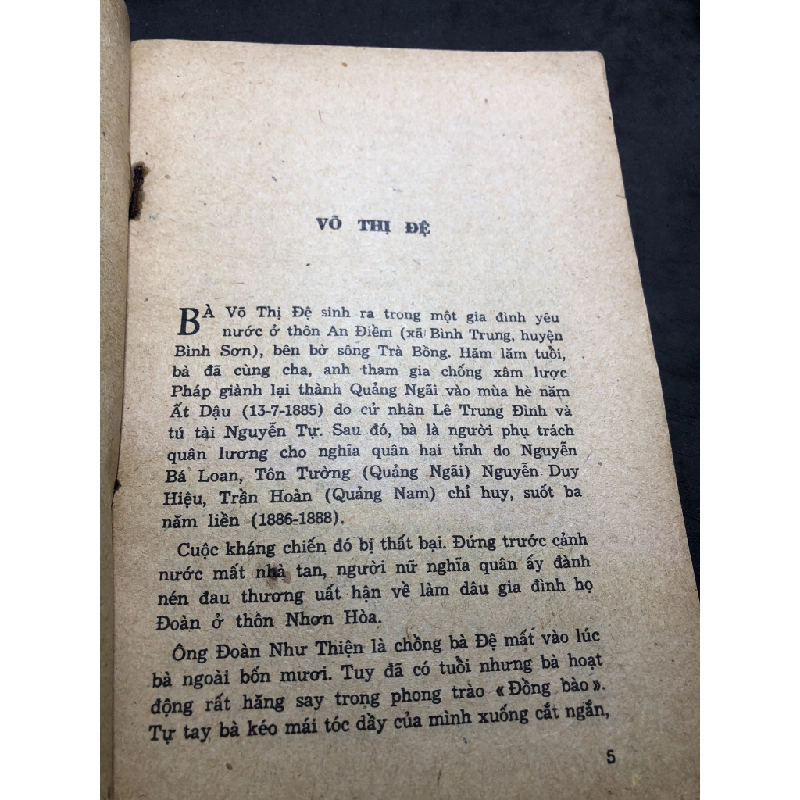 VÕ THỊ ĐỆ
BÀ Võ Thị Đệ sinh ra trong một gia đình yêu
nước ở thôn An Điềm (xã Bình Trung, huyện
Bình Sơn), bên bờ sông Trà Bồng. Hăm lăm tuổi,
bà đã cùng cha, anh tham gia chống xâm lược
Pháp giành lại thành Quảng Ngãi vào mùa hè năm
Ất Dậu (13-7-1885) do cử nhân Lê Trung Đình và
tú tài Nguyễn Tự. Sau đó, bà là người phụ trách
quân lương cho nghĩa quân hai tỉnh do Nguyễn
Bá Loan, Tôn Tường (Quảng Ngãi) Nguyễn Duy
Hiệu, Trần Hoàn (Quảng Nam) chỉ huy, suốt ba
năm liền (1886-1888).
Cuộc kháng chiến đó bị thất bại. Đứng trước cảnh
nước mất nhà tan, người nữ nghĩa quân ấy đành
nén đau thương uất hận về làm dâu gia đình họ
Đoàn ở thôn Nhơn Hòa.
Ông Đoàn Như Thiện là chồng bà Đệ mất vào lúc
bà ngoài bốn mươi. Tuy đã có tuổi nhưng bà hoạt
động rất hăng say trong phong trào «Đồng bào».
Tự tay bà kéo mái tóc dầy của mình xuống cắt ngắn,
5